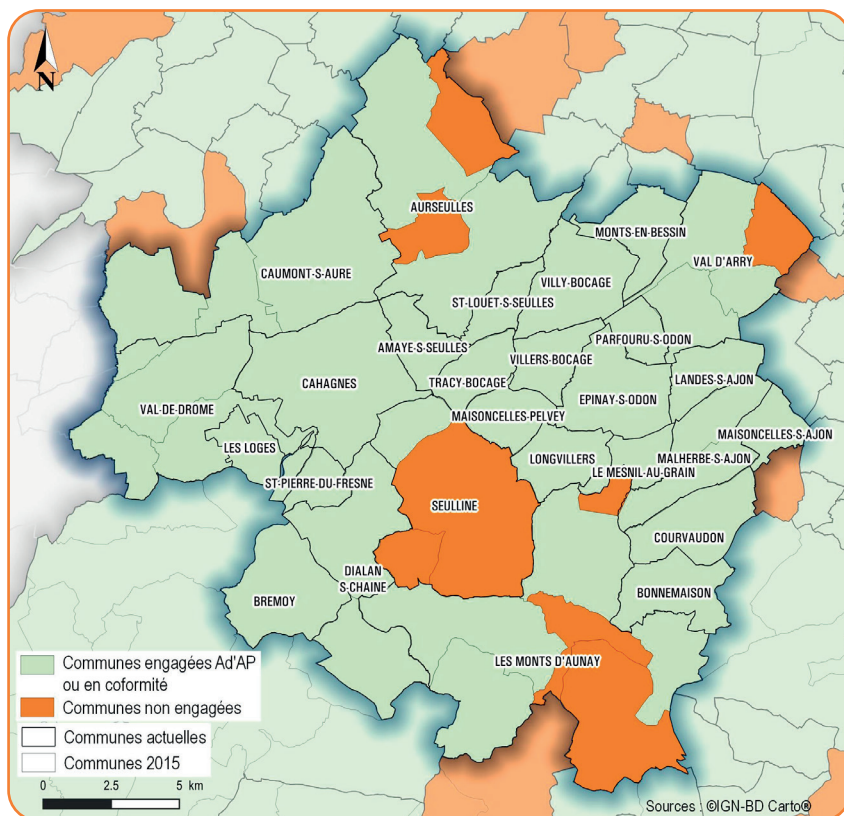 N
AURSEULLES
MONTS-EN-BESSIN
VAL D'ARRY
CAUMONT-S-AURE
VILLY-BOCAGE
ST-LOUET-S-SEULLES
PARFOURU-S-ODON
AMAYE-S-SEULLES
VILLERS-BOCAGE
CAHAGNES
TRACY-BOCAGE
LANDES-S-AJON
EPINAY-S-ODON
VAL-DE-DROME
MAISONCELLES-PELVEY
MAISONCELLES-S-AJON
LES LOGES
LONGVILLERS
MALHERBE-S-AJON
LE MESNIL-AU-GRAIN
ST-PIERRE-DU-FRESNE
SEULLINE
COURVAUDON
DIALAN
S-CHAINE
BREMOY
BONNEMAISON
LES MONTS D'AUNAY
Communes engagées Ad'AP
ou en coformité
Communes non engagées
Communes actuelles
Communes 2015
0 2.5 5 km
Sources : ©IGN-BD Carto®